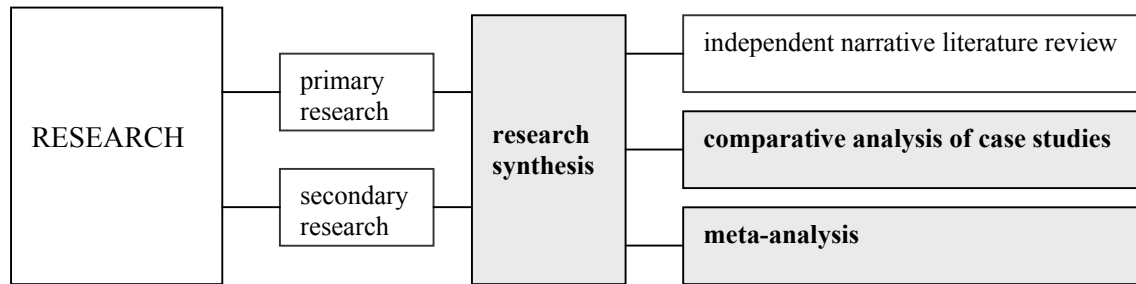 RESEARCH
primary
research
secondary
research
research
synthesis
independent narrative literature review
comparative analysis of case studies
meta-analysis